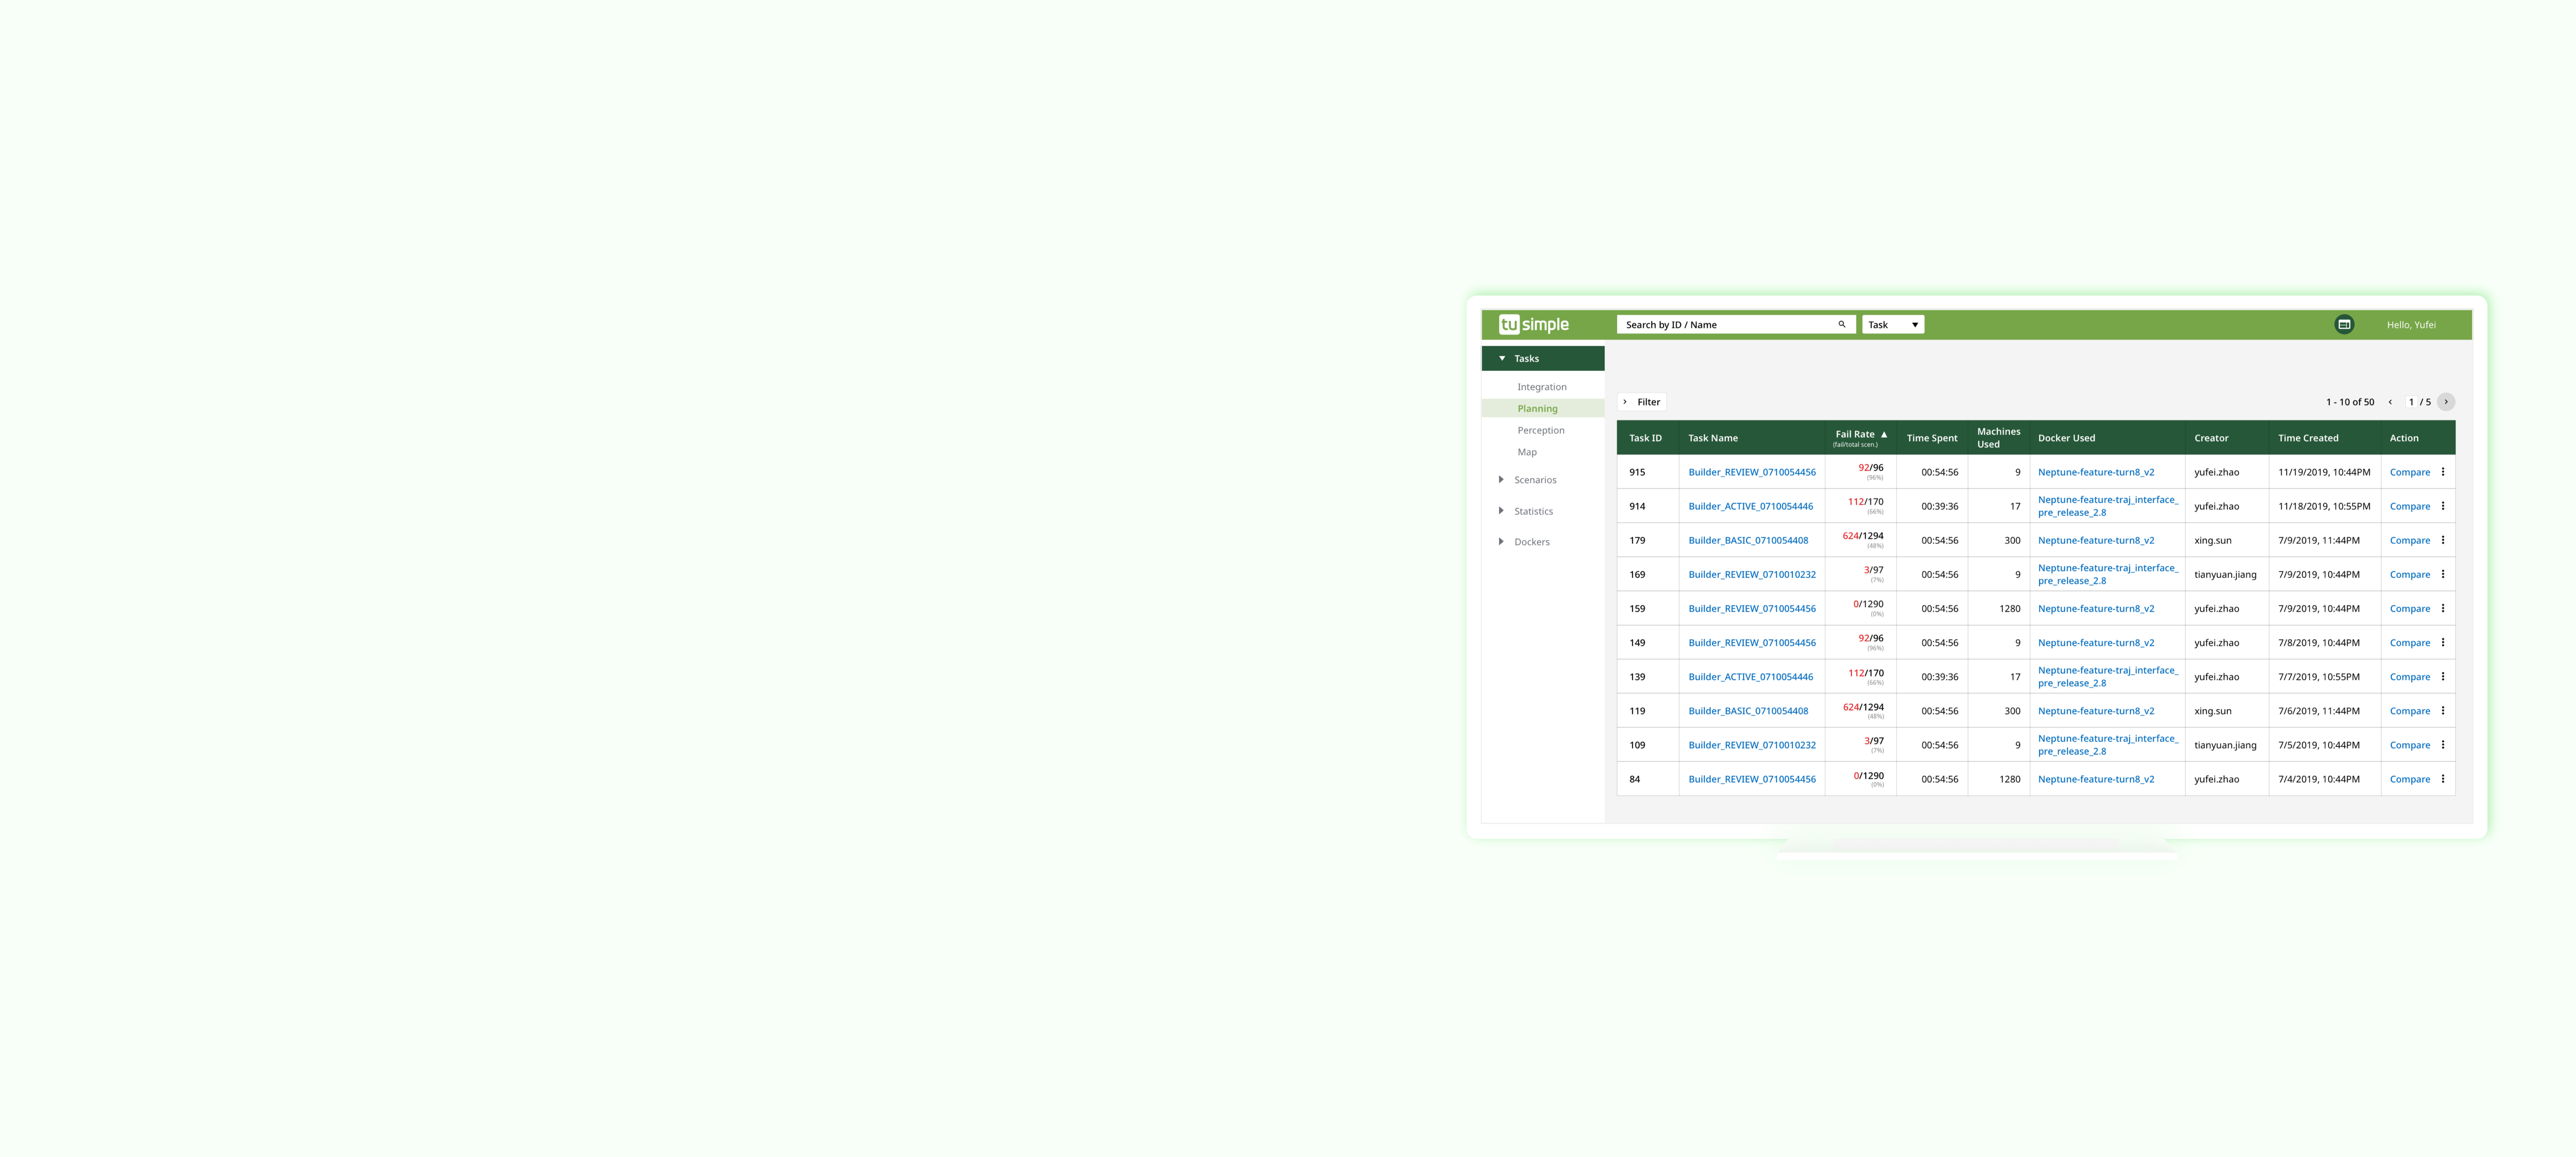 tu simple
Search by ID / Name
Task
Hello, Yufei
Tasks
Integration
Planning
Perception
Map
Scenarios
Statistics
Dockers
Filter
1 - 10 of 50
1 / 5
Task ID Task Name Fail Rate ▲ (fail/total scen.) Time Spent Machines Used Docker Used Creator Time Created Action
915 Builder_REVIEW_0710054456 92/96 (96%) 00:54:56 9 Neptune-feature-turn8_v2 yufei.zhao 11/19/2019, 10:44PM Compare
914 Builder_ACTIVE_0710054446 112/170 (66%) 00:39:36 17 Neptune-feature-traj_interface_pre_release_2.8 yufei.zhao 11/18/2019, 10:55PM Compare
179 Builder_BASIC_0710054408 624/1294 (48%) 00:54:56 300 Neptune-feature-turn8_v2 xing.sun 7/9/2019, 11:44PM Compare
169 Builder_REVIEW_0710010232 3/97 (7%) 00:54:56 9 Neptune-feature-traj_interface_pre_release_2.8 tianyuan.jiang 7/9/2019, 10:44PM Compare
159 Builder_REVIEW_0710054456 0/1290 (0%) 00:54:56 1280 Neptune-feature-turn8_v2 yufei.zhao 7/9/2019, 10:44PM Compare
149 Builder_REVIEW_0710054456 92/96 (96%) 00:54:56 9 Neptune-feature-turn8_v2 yufei.zhao 7/8/2019, 10:44PM Compare
139 Builder_ACTIVE_0710054446 112/170 (66%) 00:39:36 17 Neptune-feature-traj_interface_pre_release_2.8 yufei.zhao 7/7/2019, 10:55PM Compare
119 Builder_BASIC_0710054408 624/1294 (48%) 00:54:56 300 Neptune-feature-turn8_v2 xing.sun 7/6/2019, 11:44PM Compare
109 Builder_REVIEW_0710010232 3/97 (7%) 00:54:56 9 Neptune-feature-traj_interface_pre_release_2.8 tianyuan.jiang 7/5/2019, 10:44PM Compare
84 Builder_REVIEW_0710054456 0/1290 (0%) 00:54:56 1280 Neptune-feature-turn8_v2 yufei.zhao 7/4/2019, 10:44PM Compare